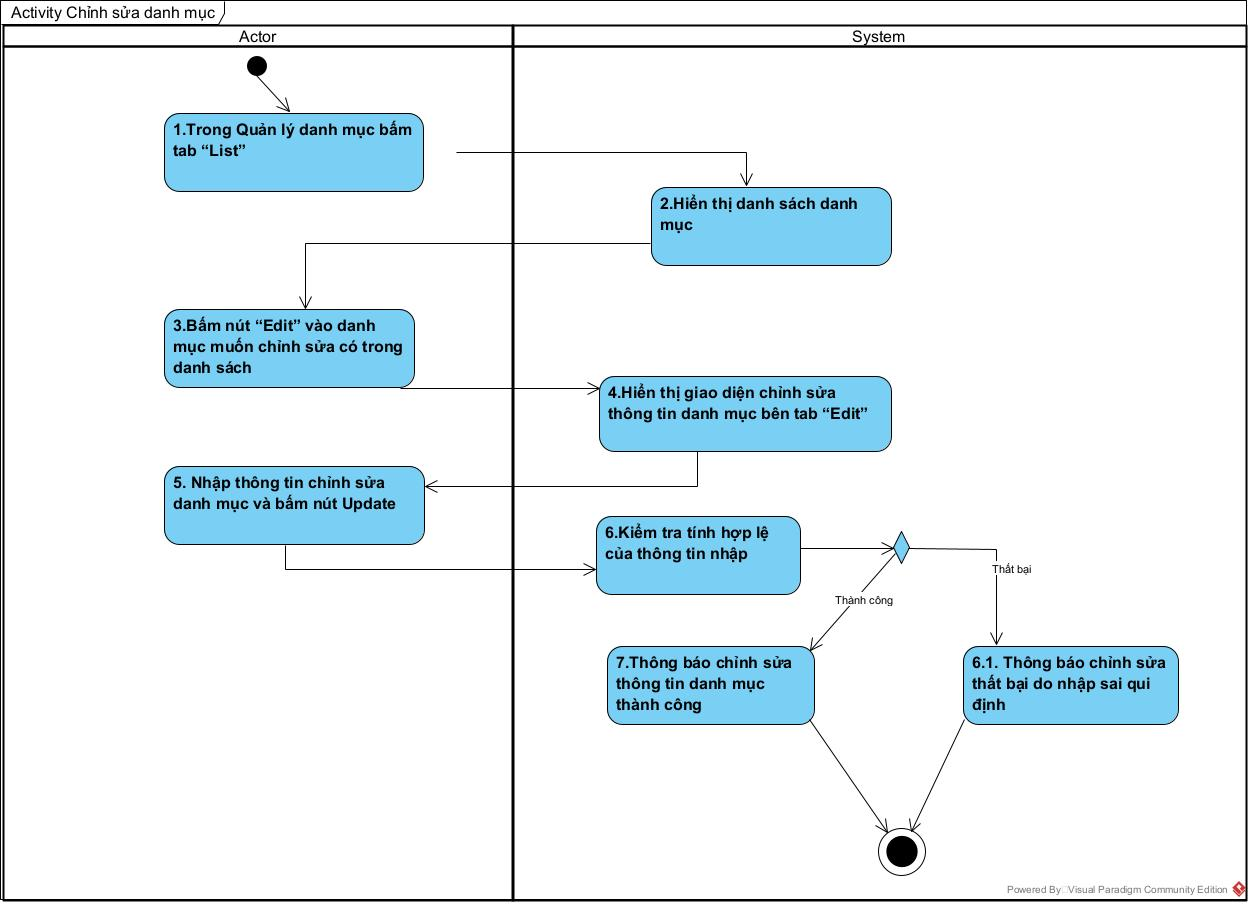 Activity Chỉnh sửa danh mục
Actor
System
1.Trong Quản lý danh mục bấm
tab “List”
2.Hiển thị danh sách danh
mục
3.Bấm nút “Edit” vào danh
mục muốn chỉnh sửa có trong
danh sách
4.Hiển thị giao diện chỉnh sửa
thông tin danh mục bên tab “Edit”
5. Nhập thông tin chỉnh sửa
danh mục và bấm nút Update
6.Kiểm tra tính hợp lệ
của thông tin nhập
Thất bại
Thành công
7.Thông báo chỉnh sửa
thông tin danh mục
thành công
6.1. Thông báo chỉnh sửa
thất bại do nhập sai qui
định
Powered By Visual Paradigm Community Edition